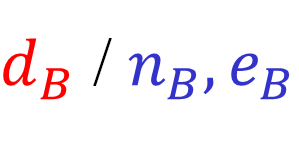 d_B / n_B, e_B